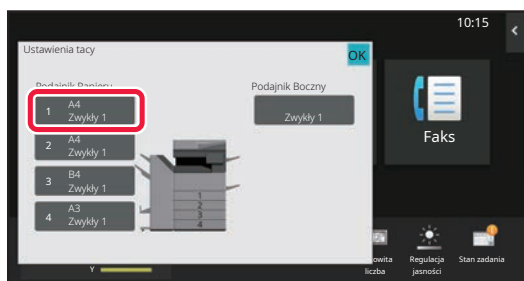 10:15
Ustawienia tacy
OK
Podajnik Papieru
Podajnik Boczny
1
A4
Zwykły 1
Zwykły 1
2
A4
Zwykły 1
3
B4
Zwykły 1
4
A3
Zwykły 1
1
2
3
4
Faks
owita
liczba
Regulacja
jasności
Stan zadania
Y